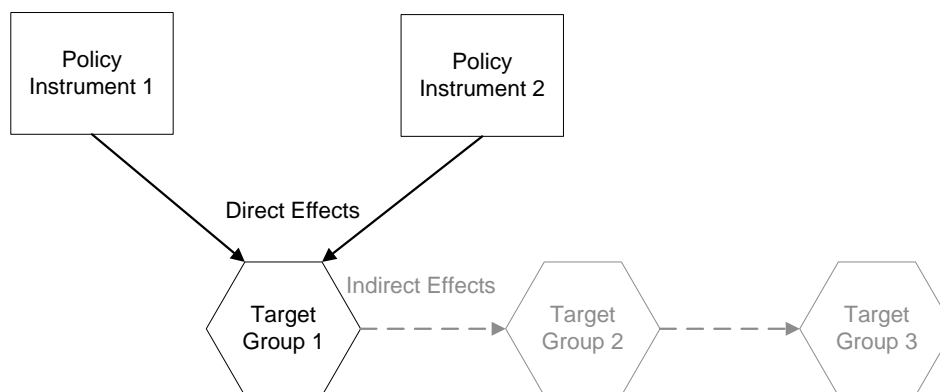 Policy
Instrument 1
Policy
Instrument 2
Direct Effects
Indirect Effects
Target
Group 1
Target
Group 2
Target
Group 3